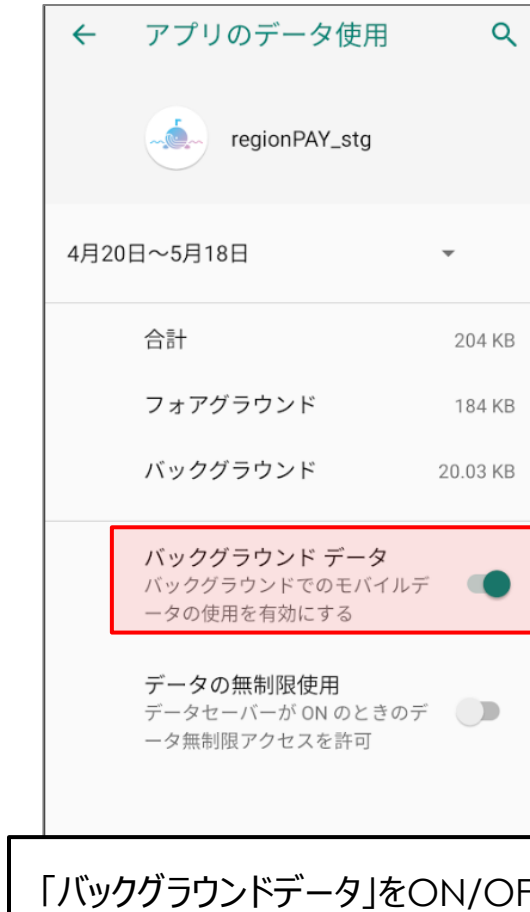 アプリのデータ使用
regionPAY_stg
4月20日～5月18日
合計 204 KB
フォアグラウンド 184 KB
バックグラウンド 20.03 KB
バックグラウンド データ
バックグラウンドでのモバイルデ
ータの使用を有効にする
データの無制限使用
データセーバーが ON のときのデ
ータ無制限アクセスを許可
「バックグラウンドデータ」をON/OF